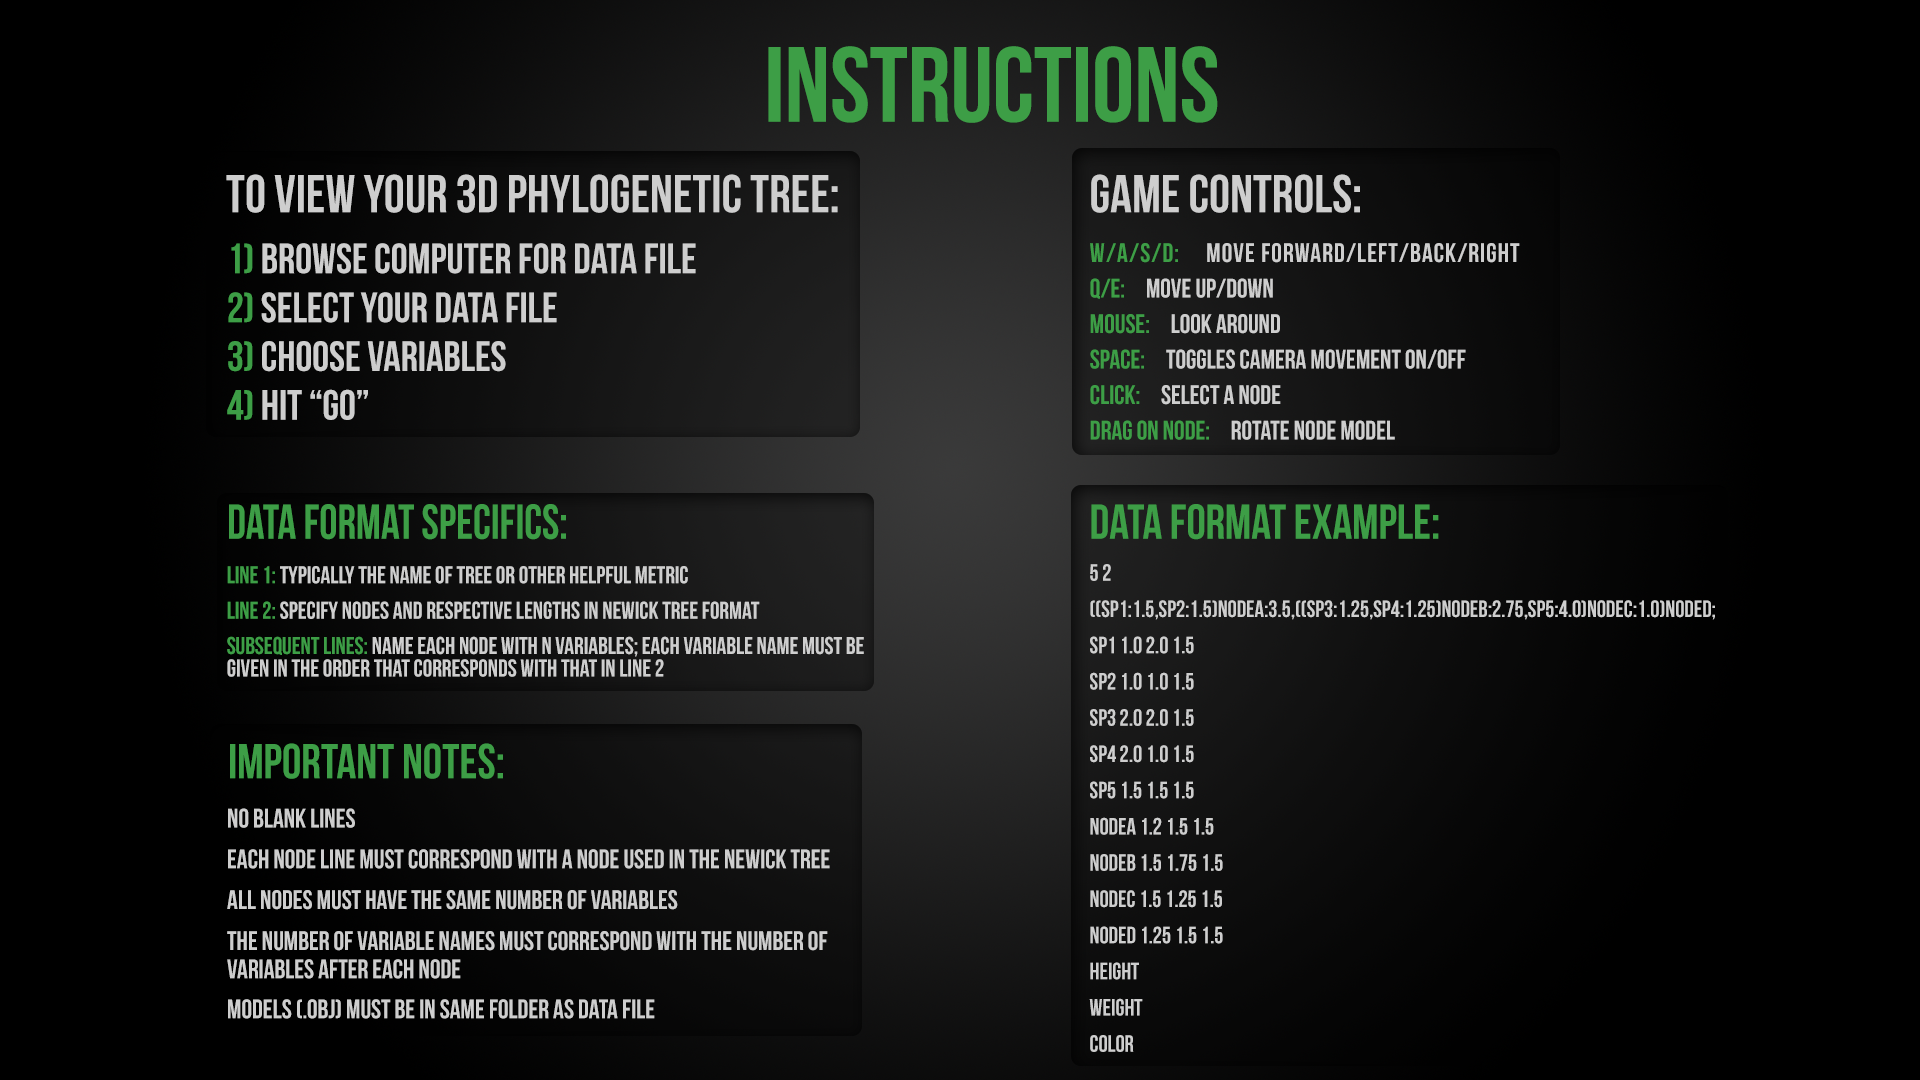 INSTRUCTIONS
TO VIEW YOUR 3D PHYLOGENETIC TREE:
1) BROWSE COMPUTER FOR DATA FILE
2) SELECT YOUR DATA FILE
3) CHOOSE VARIABLES
4) HIT “GO”
GAME CONTROLS:
W/A/S/D: MOVE FORWARD/LEFT/BACK/RIGHT
Q/E: MOVE UP/DOWN
MOUSE: LOOK AROUND
SPACE: TOGGLES CAMERA MOVEMENT ON/OFF
CLICK: SELECT A NODE
DRAG ON NODE: ROTATE NODE MODEL
DATA FORMAT SPECIFICS:
LINE 1: TYPICALLY THE NAME OF TREE OR OTHER HELPFUL METRIC
LINE 2: SPECIFY NODES AND RESPECTIVE LENGTHS IN NEWICK TREE FORMAT
SUBSEQUENT LINES: NAME EACH NODE WITH N VARIABLES; EACH VARIABLE NAME MUST BE
GIVEN IN THE ORDER THAT CORRESPONDS WITH THAT IN LINE 2
IMPORTANT NOTES:
NO BLANK LINES
EACH NODE LINE MUST CORRESPOND WITH A NODE USED IN THE NEWICK TREE
ALL NODES MUST HAVE THE SAME NUMBER OF VARIABLES
THE NUMBER OF VARIABLE NAMES MUST CORRESPOND WITH THE NUMBER OF
VARIABLES AFTER EACH NODE
MODELS (.OBJ) MUST BE IN SAME FOLDER AS DATA FILE
DATA FORMAT EXAMPLE:
5 2
((SP1:1.5,SP2:1.5)NODEA:3.5,((SP3:1.25,SP4:1.25)NODEB:2.75,SP5:4.0)NODEC:1.0)NODED;
SP1 1.0 2.0 1.5
SP2 1.0 1.0 1.5
SP3 2.0 2.0 1.5
SP4 2.0 1.0 1.5
SP5 1.5 1.5 1.5
NODEA 1.2 1.5 1.5
NODEB 1.5 1.75 1.5
NODEC 1.5 1.25 1.5
NODED 1.25 1.5 1.5
HEIGHT
WEIGHT
COLOR